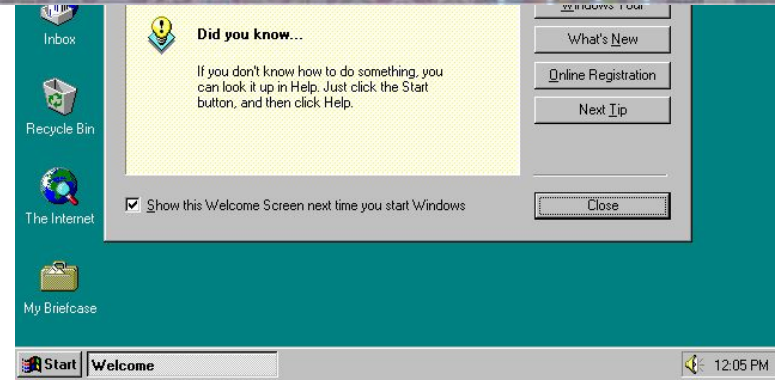 Windows Tour
Inbox
Did you know...
What's New
If you don't know how to do something, you
can look it up in Help. Just click the Start
button, and then click Help.
Online Registration
Next Tip
Recycle Bin
Show this Welcome Screen next time you start Windows
Close
The Internet
My Briefcase
Start
Welcome
12:05 PM